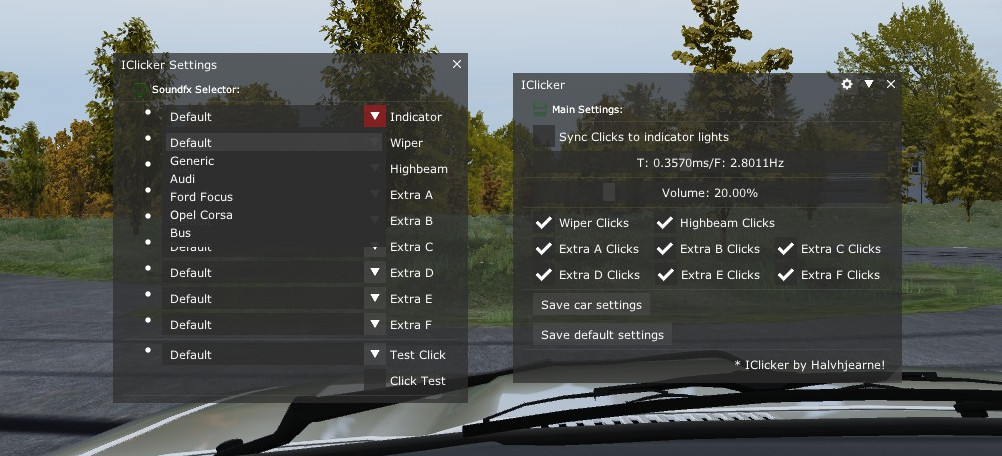 IClicker Settings
Soundfx Selector:
Default Indicator
Default Wiper
Generic
Highbeam
Audi
Ford Focus Extra A
Opel Corsa Extra B
Bus
Default Extra C
Default Extra D
Default Extra E
Default Extra F
Default Test Click
Click Test
IClicker
Main Settings:
Sync Clicks to indicator lights
T: 0.3570ms/F: 2.8011Hz
Volume: 20.00%
Wiper Clicks Highbeam Clicks
Extra A Clicks Extra B Clicks Extra C Clicks
Extra D Clicks Extra E Clicks Extra F Clicks
Save car settings
Save default settings
* IClicker by Halvhjearne!